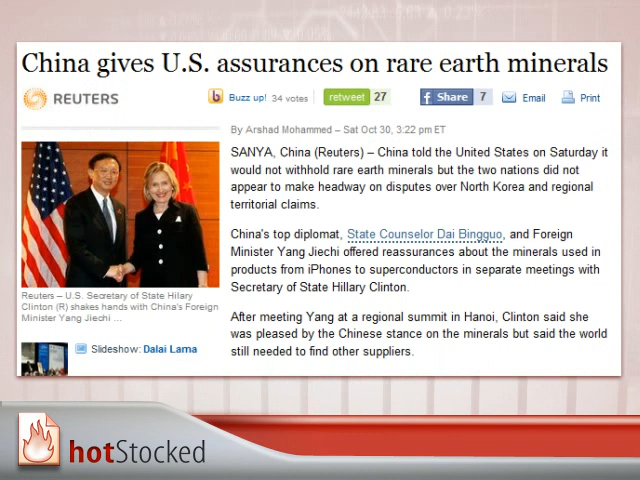 China gives U.S. assurances on rare earth minerals
REUTERS
Buzz up! 34 votes
retweet 27
Share 7
Email
Print
By Arshad Mohammed – Sat Oct 30, 3:22 pm ET
SANYA, China (Reuters) – China told the United States on Saturday it
would not withhold rare earth minerals but the two nations did not
appear to make headway on disputes over North Korea and regional
territorial claims.
China's top diplomat, State Counselor Dai Bingguo, and Foreign
Minister Yang Jiechi offered reassurances about the minerals used in
products from iPhones to superconductors in separate meetings with
Secretary of State Hillary Clinton.
After meeting Yang at a regional summit in Hanoi, Clinton said she
was pleased by the Chinese stance on the minerals but said the world
still needed to find other suppliers.
Reuters – U.S. Secretary of State Hilary
Clinton (R) shakes hands with China's Foreign
Minister Yang Jiechi ...
Slideshow: Dalai Lama
hotStocked